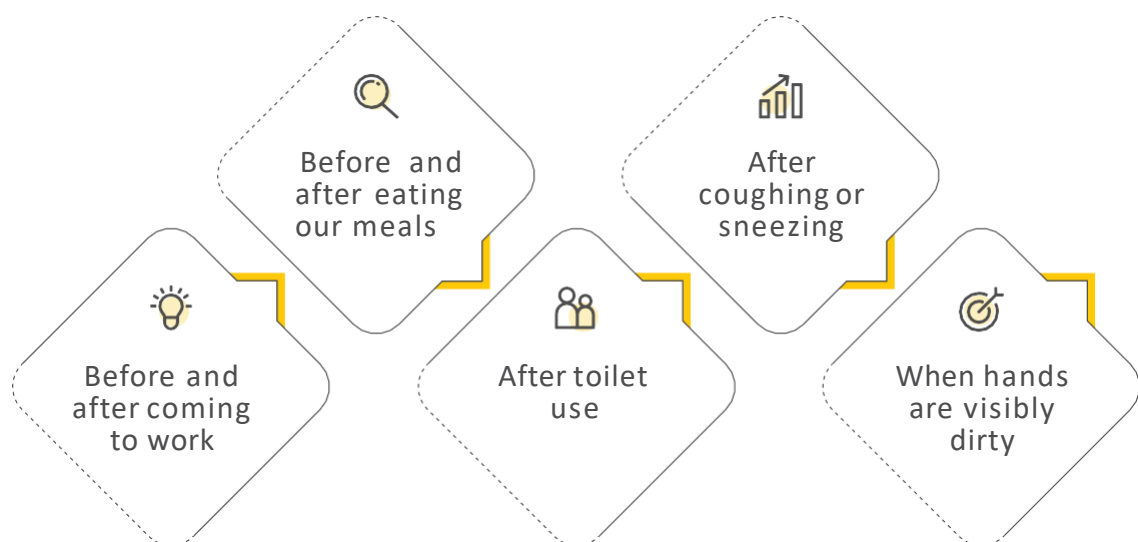 Before and
after coming
to work
Before and
after eating
our meals
After toilet
use
After
coughing or
sneezing
When hands
are visibly
dirty